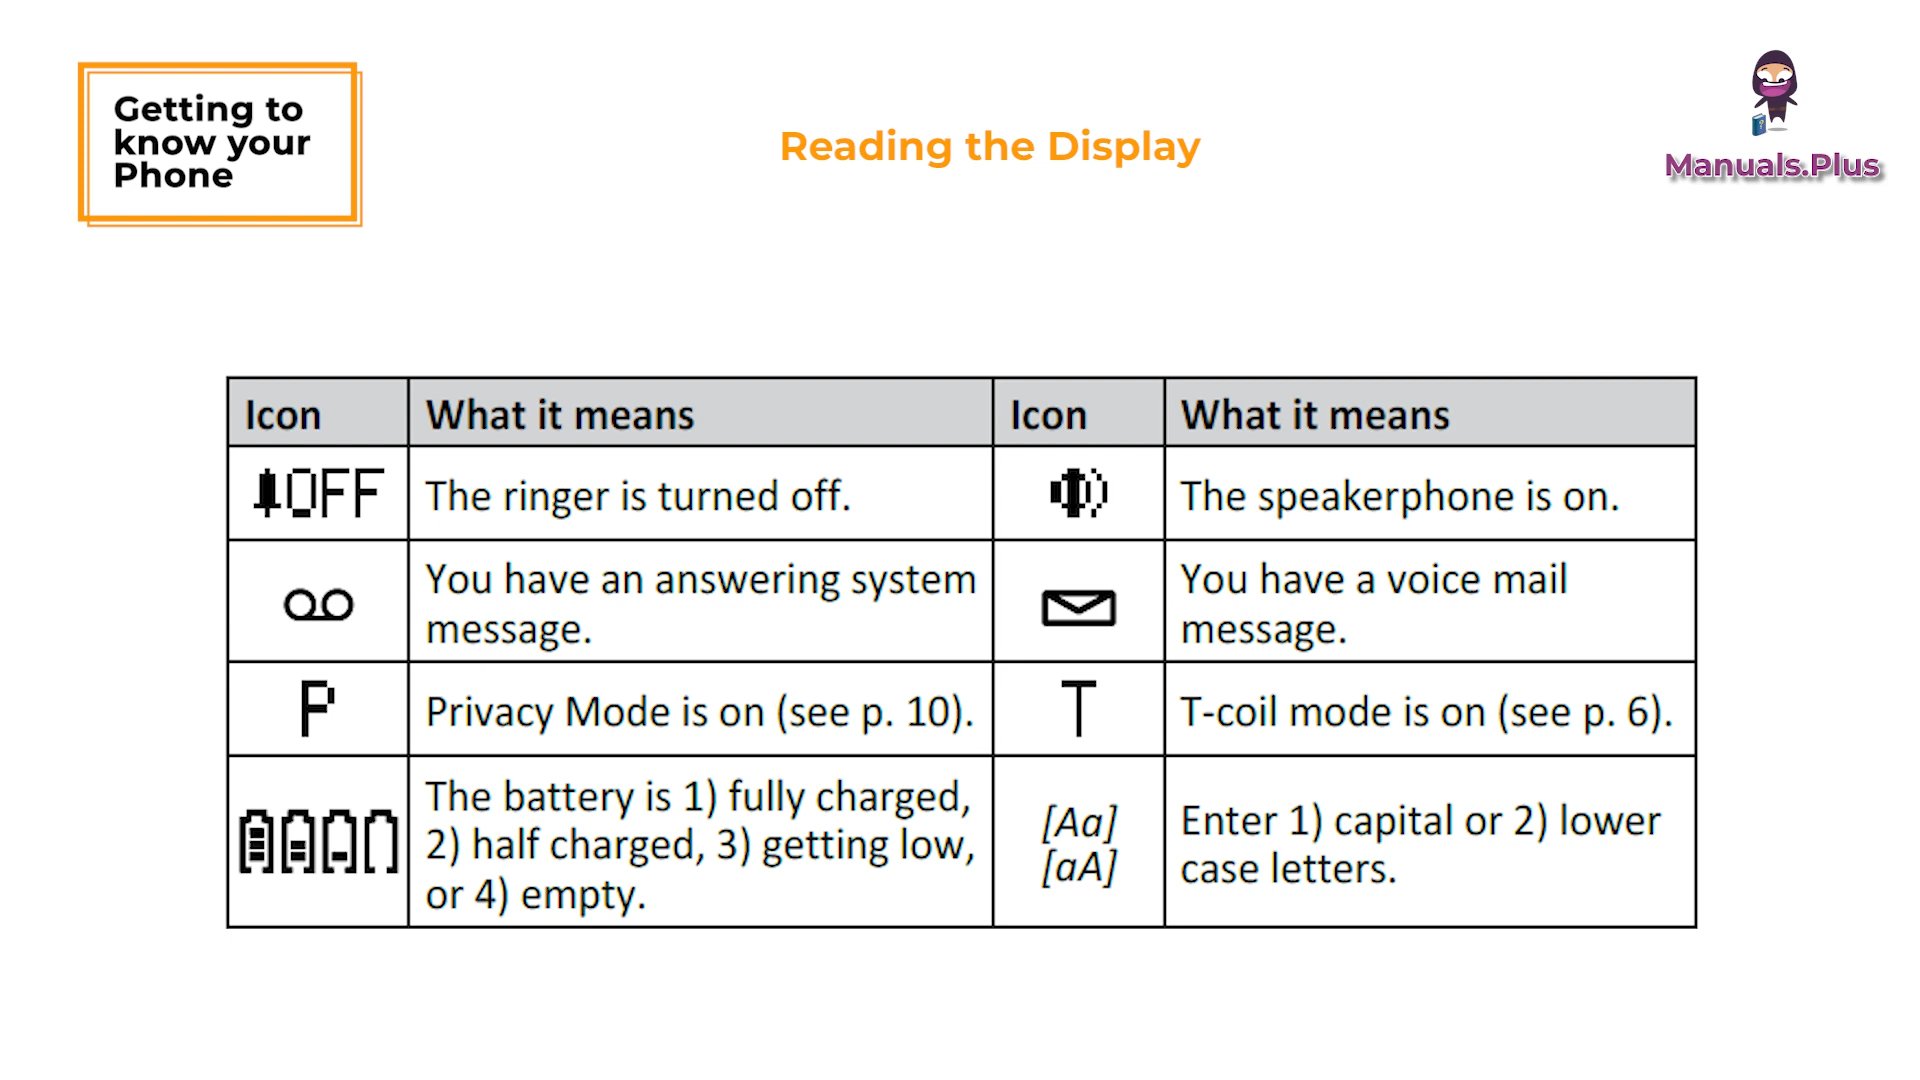 Getting to
know your
Phone
Reading the Display
Manuals.Plus
Icon
What it means
Icon
What it means
OFF
The ringer is turned off.
The speakerphone is on.
You have an answering system
message.
You have a voice mail
message.
P
Privacy Mode is on (see p. 10).
T
T-coil mode is on (see p. 6).
The battery is 1) fully charged,
2) half charged, 3) getting low,
or 4) empty.
[Aa]
[aA]
Enter 1) capital or 2) lower
case letters.